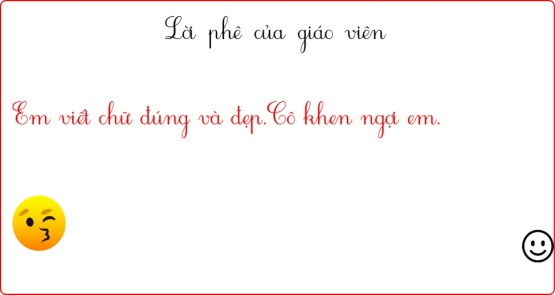 Lời phê của giáo viên
Em viết chữ đúng và đẹp.Cô khen ngợi em.